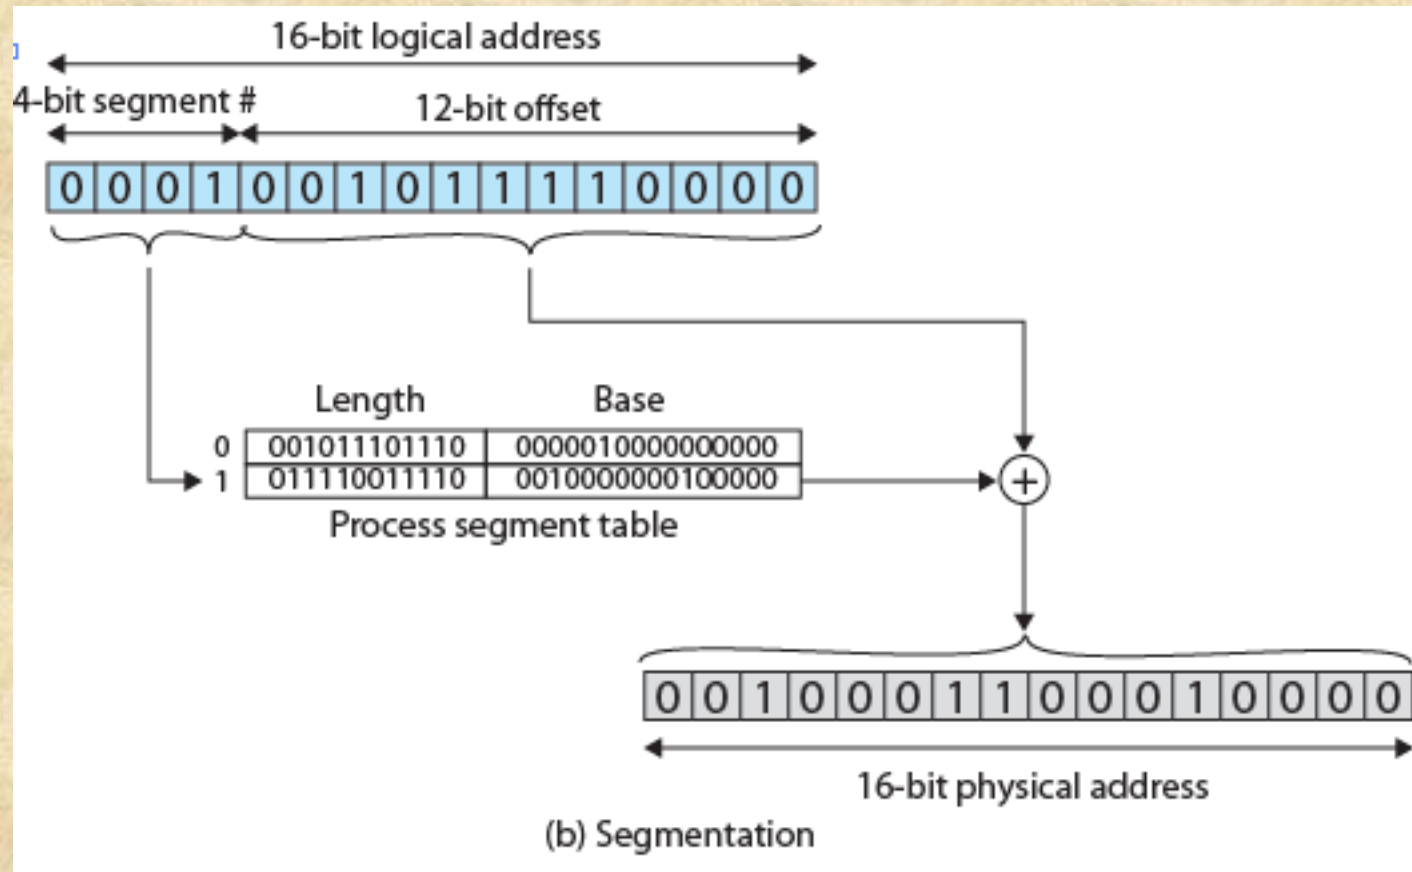 16-bit logical address
4-bit segment # 12-bit offset
0 0 0 1 0 0 1 0 1 1 1 1 0 0 0 0
Length Base
0 001011101110 0000010000000000
1 011110011110 0010000000100000
+
Process segment table
0 0 1 0 0 0 1 1 0 0 0 1 0 0 0 0
16-bit physical address
(b) Segmentation